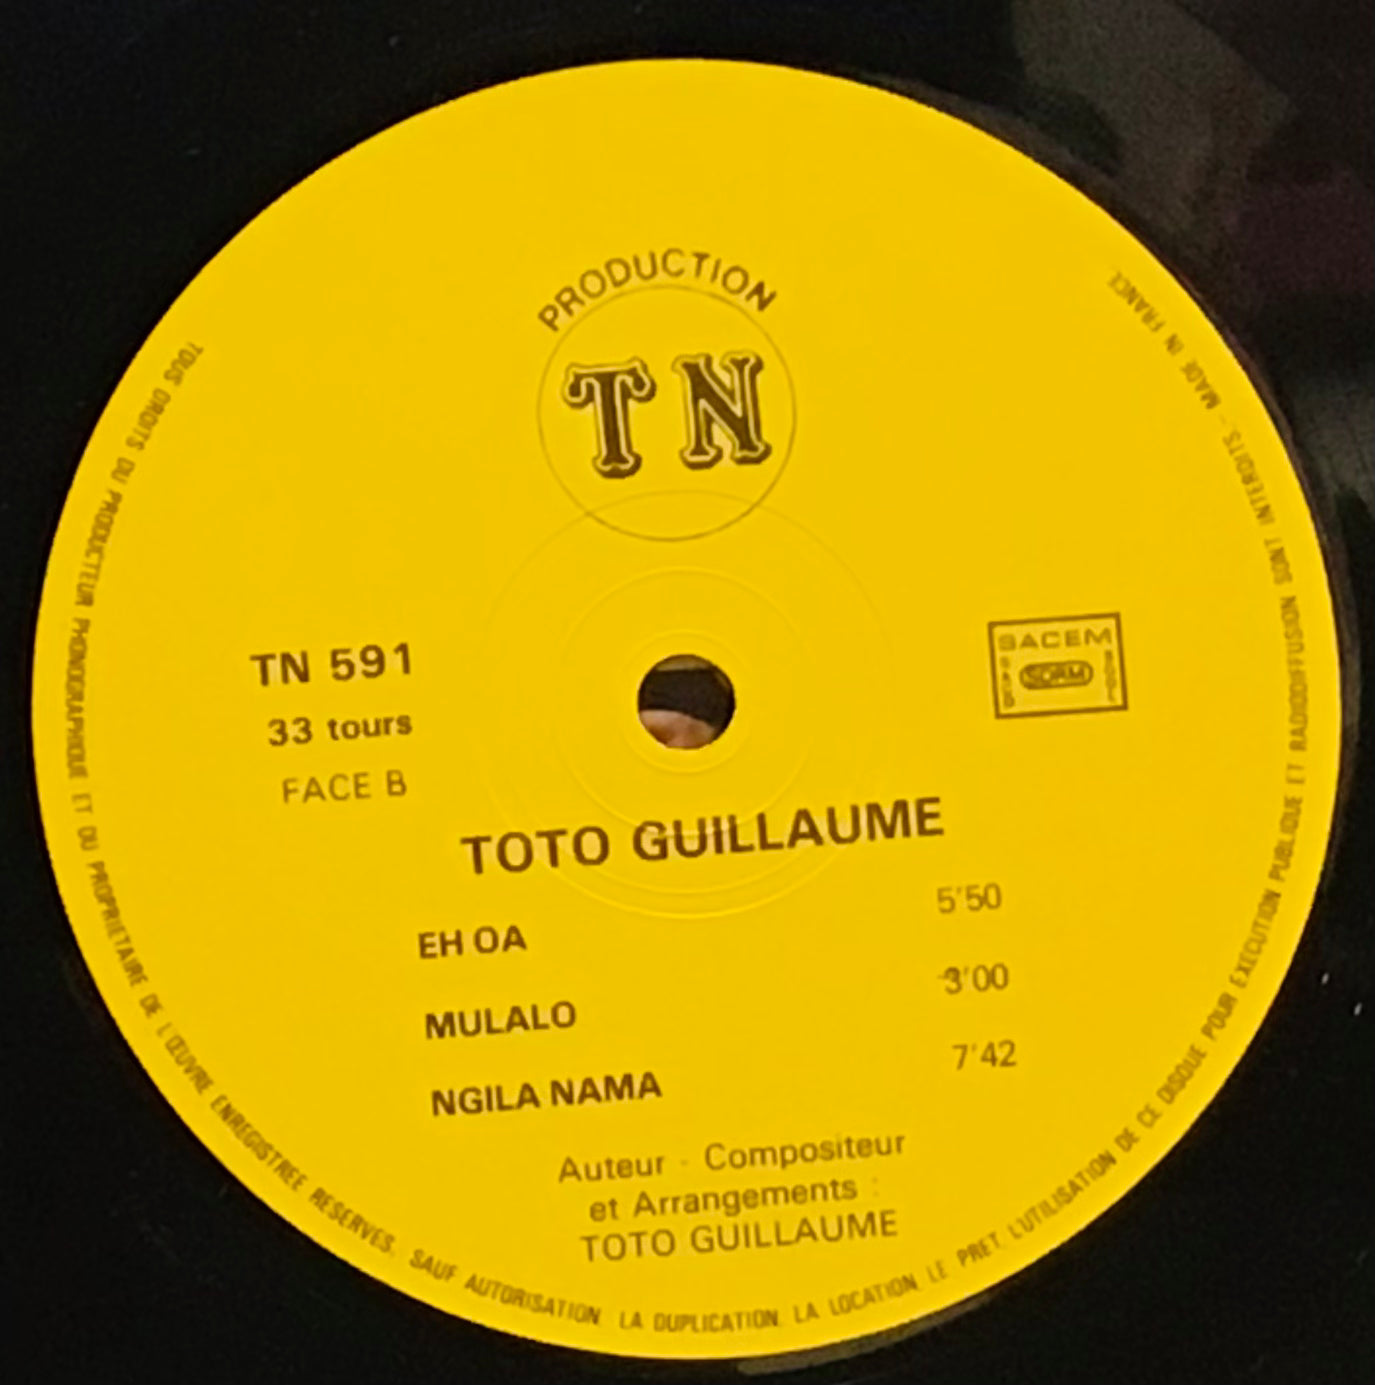 PRODUCTION
TN
TN 591
33 tours
FACE B
SACEM
SACD
SDRM
SGDL
TOTO GUILLAUME
EH OA 5'50
MULALO 3'00
NGILA NAMA 7'42
Auteur - Compositeur
et Arrangements :
TOTO GUILLAUME
TOUS DROITS DU PRODUCTEUR PHONOGRAPHIQUE ET DU PROPRIETAIRE DE L'ŒUVRE ENREGISTREE RESERVES. SAUF AUTORISATION LA DUPLICATION LA LOCATION LE PRET L'UTILISATION DE CE DISQUE POUR EXECUTION PUBLIQUE ET RADIODIFFUSION SONT INTERDITS. - MADE IN FRANCE